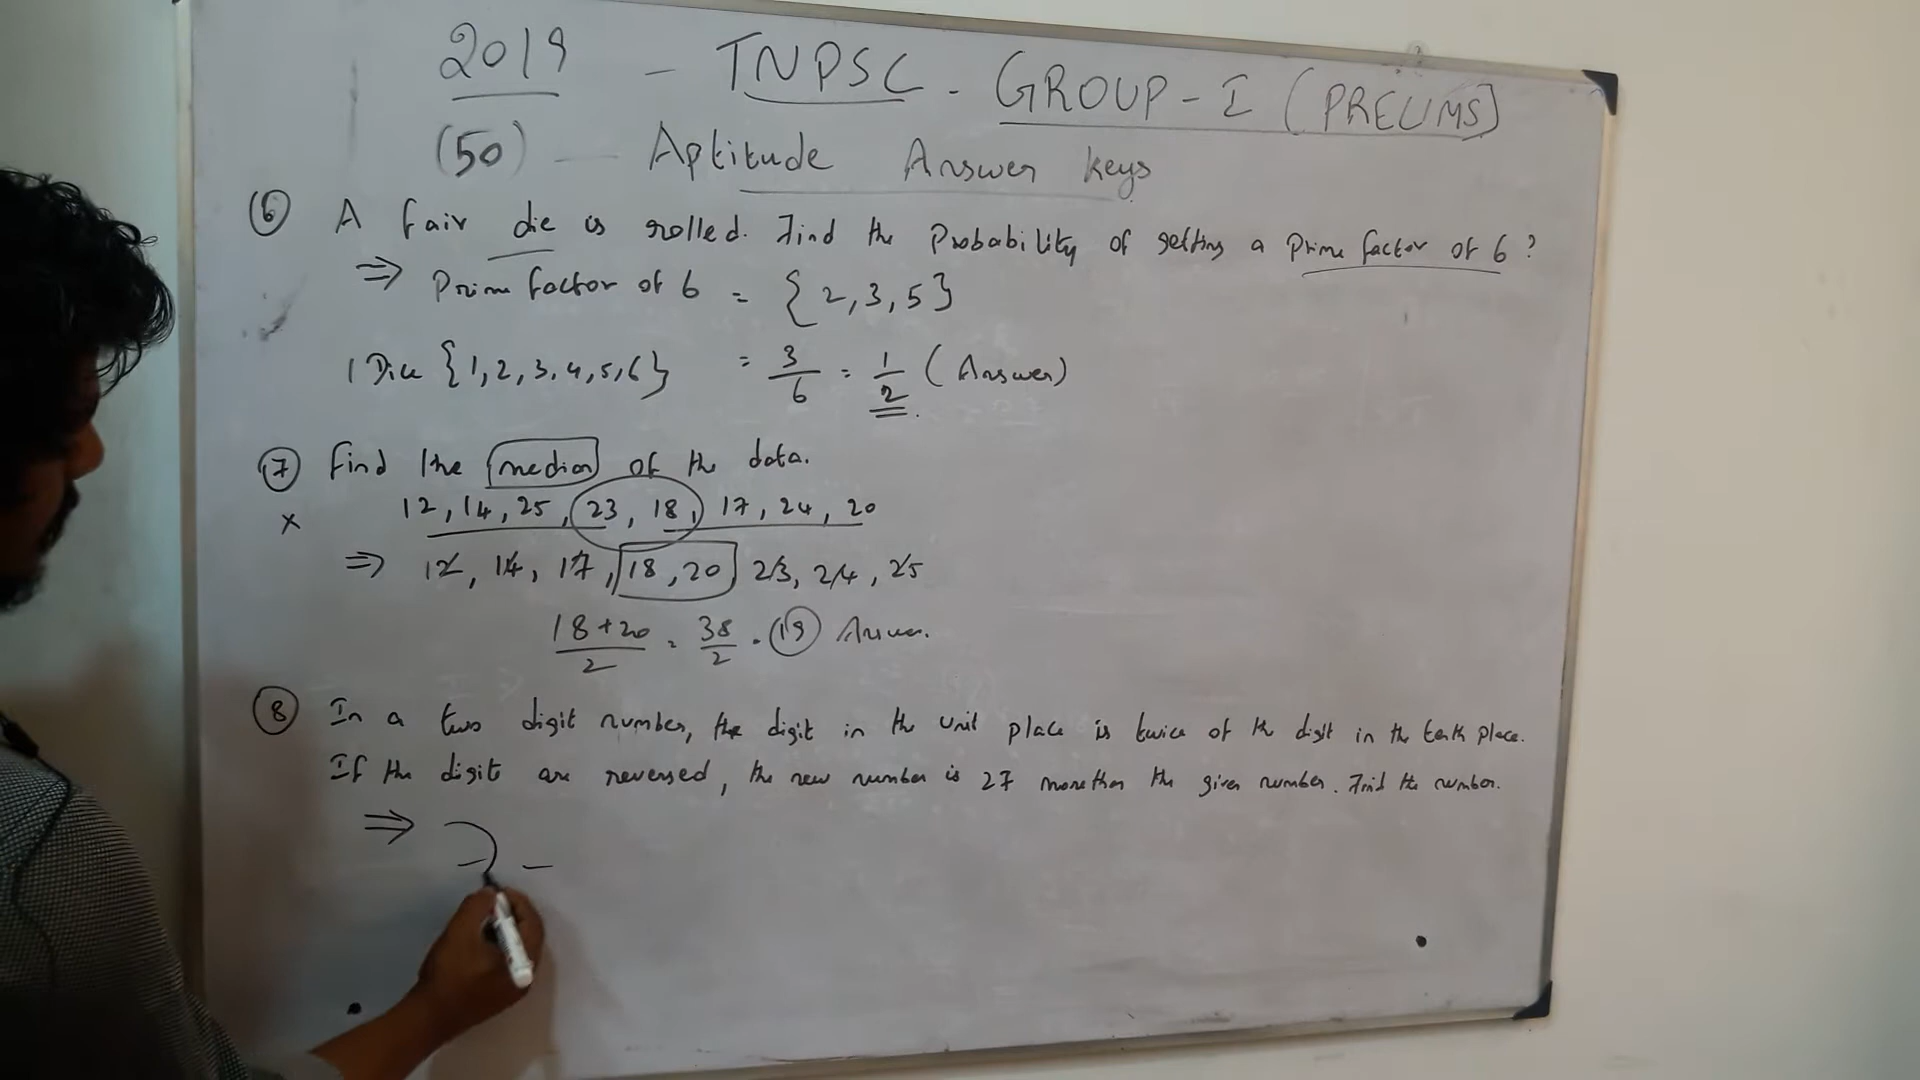 2019 - TNPSC - GROUP - I (PRELIMS)
(50) - Aptitude Answer keys
(6) A fair die is rolled. Find the Probability of getting a Prime factor of 6?
⇒ Prime factor of 6 = {2,3,5}
1 Dice {1,2,3,4,5,6} = 3/6 = 1/2 (Answer)
(7) Find the median of the data.
x 12, 14, 25, 23, 18, 17, 24, 20
⇒ 12, 14, 17, 18, 20, 23, 24, 25
18+20/2 = 38/2 = 19 Answer.
(8) In a two digit number, the digit in the unit place is twice of the digit in the tenth place.
If the digits are reversed, the new number is 27 more than the given number. Find the number.
⇒